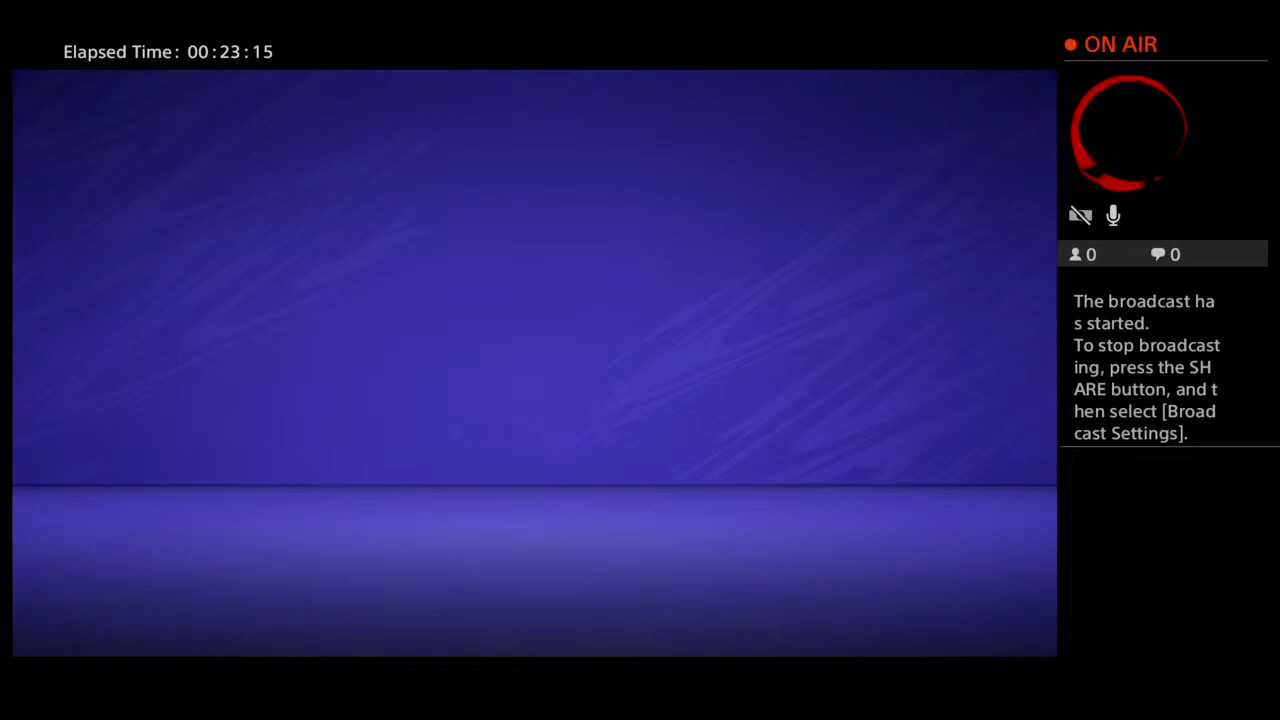 Elapsed Time: 00:23:15
ON AIR
0 0
The broadcast ha
s started.
To stop broadcast
ing, press the SH
ARE button, and t
hen select [Broad
cast Settings].